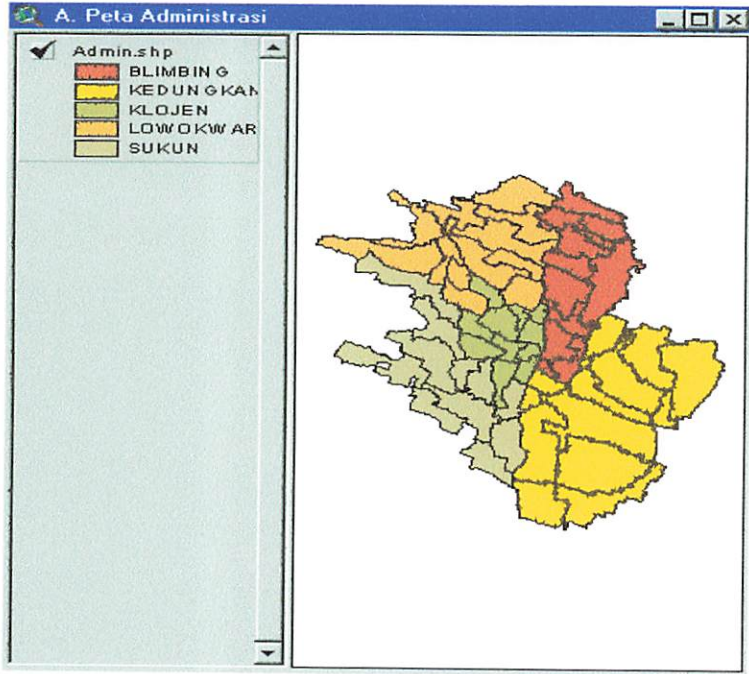 A. Peta Administrasi
Admin.shp
BLIMBING
KEDUNGKAN
KLOJEN
LOWOKWAR
SUKUN